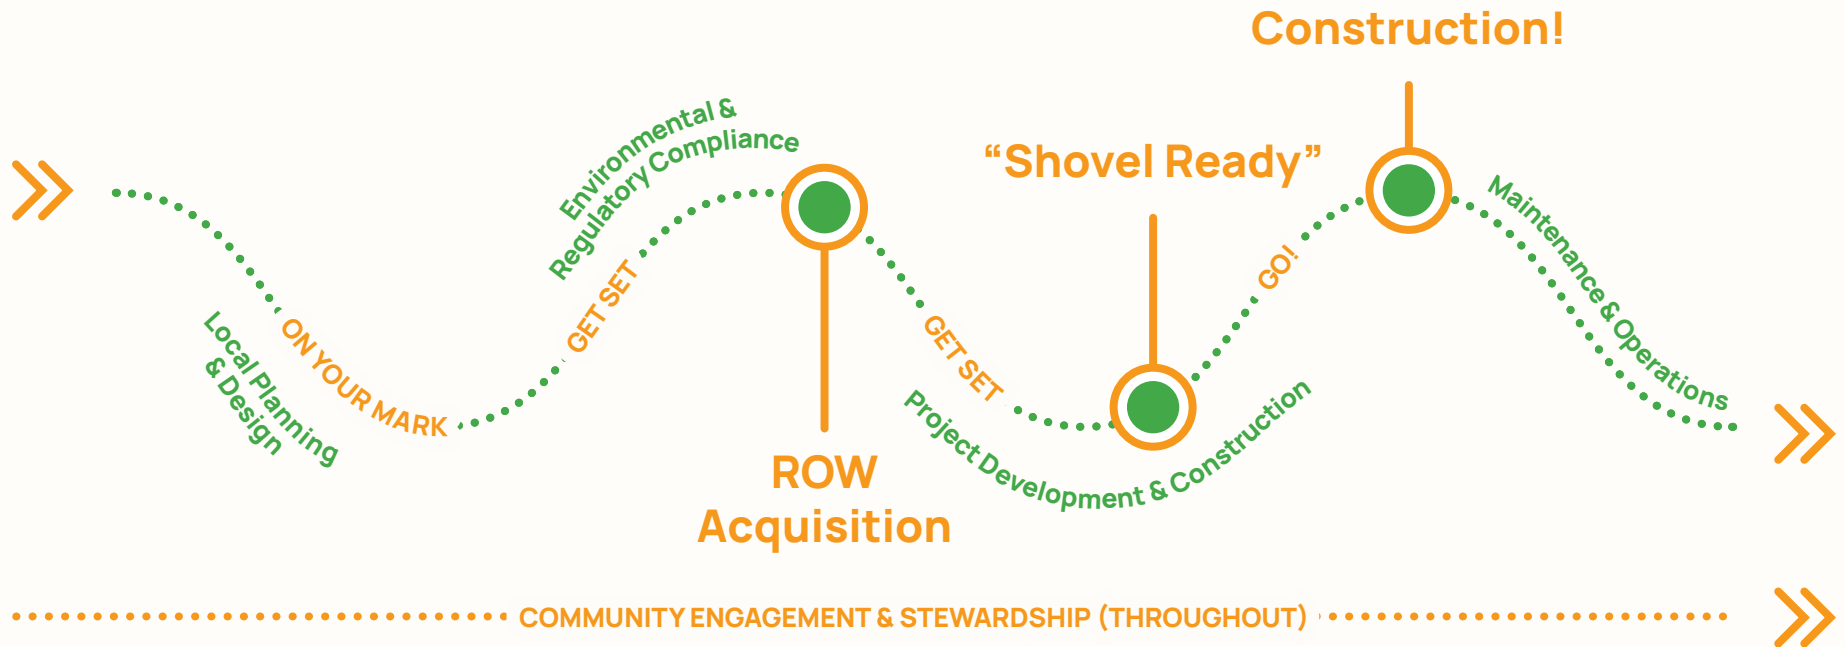 Construction!
Environmental &
Regulatory Compliance
“Shovel Ready”
Maintenance & Operations
GO!
GET SET
ON YOUR MARK
Local Planning
& Design
GET SET
Project Development & Construction
ROW
Acquisition
COMMUNITY ENGAGEMENT & STEWARDSHIP (THROUGHOUT)